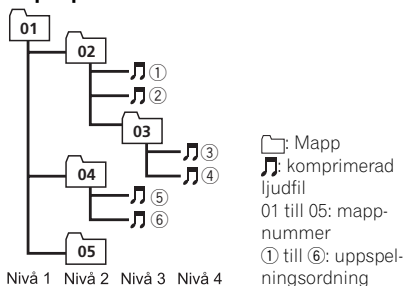 01
02
①
②
03
③
④
04
⑤
⑥
05
Nivå 1 Nivå 2 Nivå 3 Nivå 4
: Mapp
: komprimerad
ljudfil
01 till 05: mapp-
nummer
① till ⑥: uppspel-
ningsordning